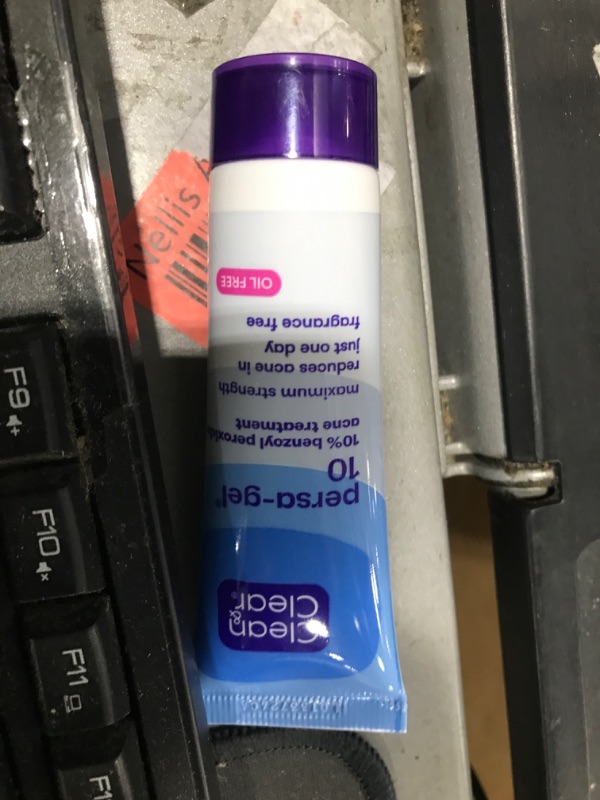 Clean &
Clear®
persa-gel®
10
10% benzoyl peroxide
acne treatment
maximum strength
reduces acne in
just one day
fragrance free
OIL FREE
Nellis
F9
F10
F11